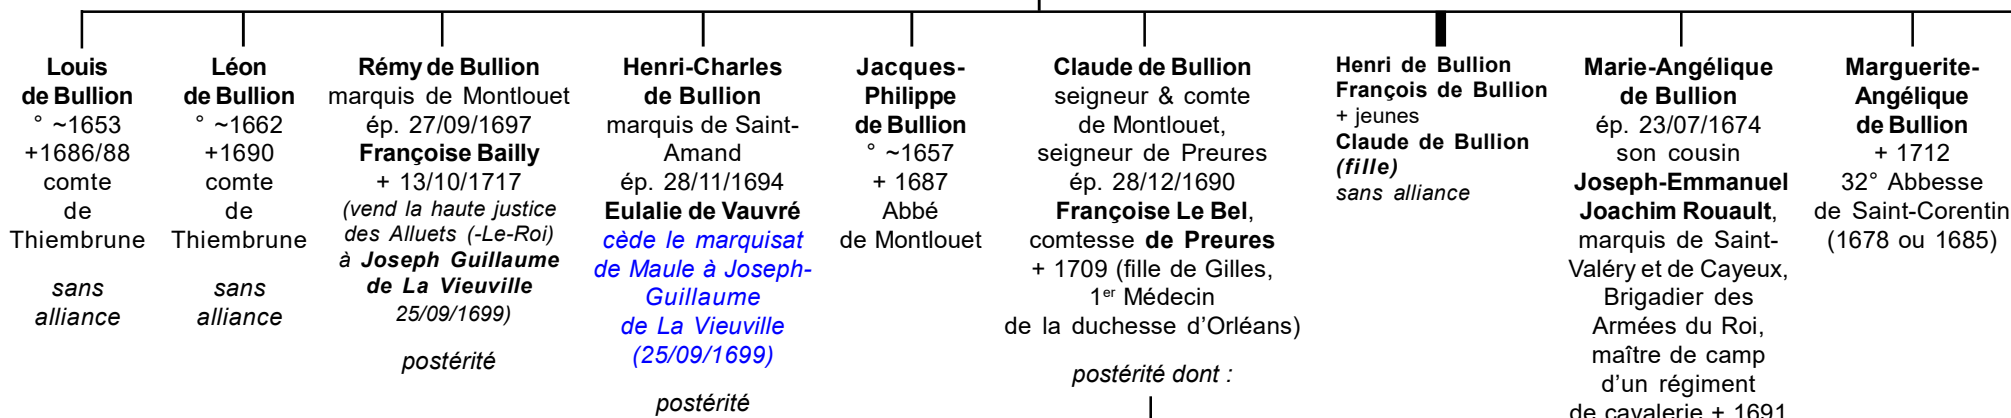 Louis
de Bullion
° ~1653
+1686/88
comte
de
Thiembrune
sans
alliance
Léon
de Bullion
° ~1662
+1690
comte
de
Thiembrune
sans
alliance
Rémy de Bullion
marquis de Montlouet
ép. 27/09/1697
Françoise Bailly
+ 13/10/1717
(vend la haute justice
des Alluets (-Le-Roi)
à Joseph Guillaume
de La Vieuville
25/09/1699)
postérité
Henri-Charles
de Bullion
marquis de Saint-
Amand
ép. 28/11/1694
Eulalie de Vauvré
cède le marquisat
de Maule à Joseph-
Guillaume
de La Vieuville
(25/09/1699)
postérité
Jacques-
Philippe
de Bullion
° ~1657
+ 1687
Abbé
de Montlouet
Claude de Bullion
seigneur & comte
de Montlouet,
seigneur de Preures
ép. 28/12/1690
Françoise Le Bel,
comtesse de Preures
+ 1709 (fille de Gilles,
1er Médecin
de la duchesse d’Orléans)
postérité dont :
Henri de Bullion
François de Bullion
+ jeunes
Claude de Bullion
(fille)
sans alliance
Marie-Angélique
de Bullion
ép. 23/07/1674
son cousin
Joseph-Emmanuel
Joachim Rouault,
marquis de Saint-
Valéry et de Cayeux,
Brigadier des
Armées du Roi,
maître de camp
d’un régiment
de cavalerie + 1691
Marguerite-
Angélique
de Bullion
+ 1712
32° Abbesse
de Saint-Corentin
(1678 ou 1685)